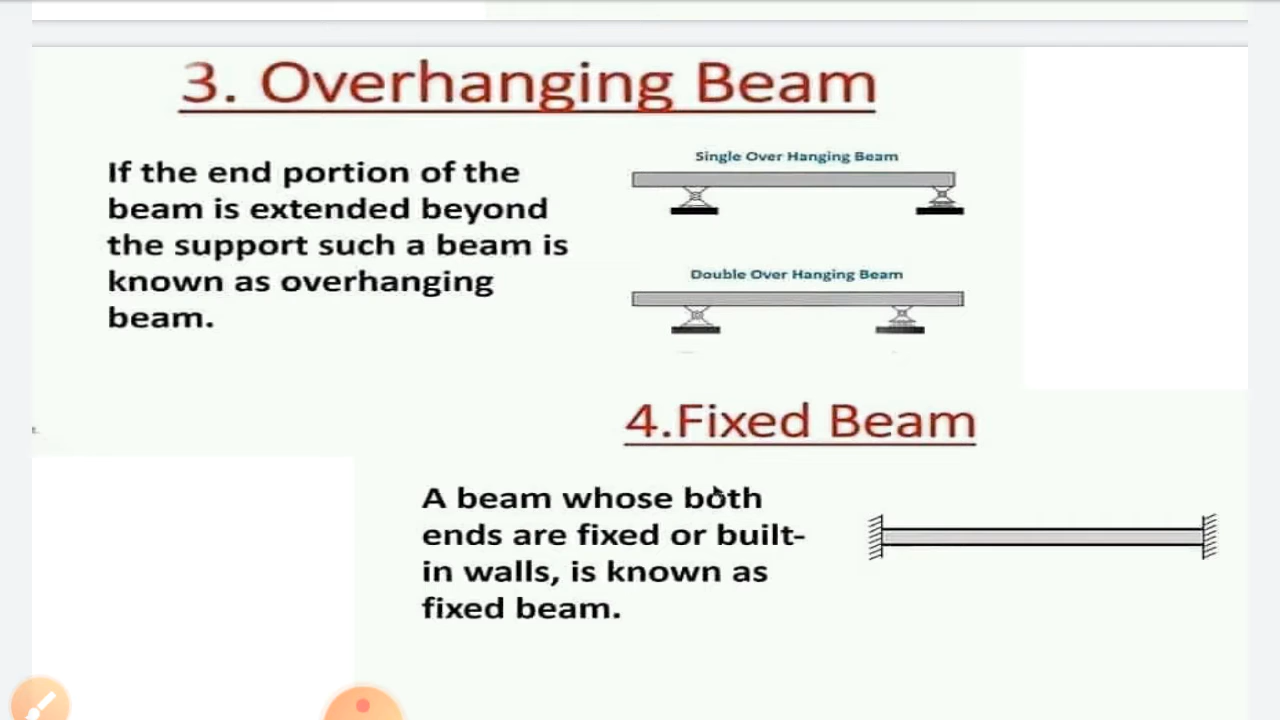 3. Overhanging Beam
If the end portion of the
beam is extended beyond
the support such a beam is
known as overhanging
beam.
Single Over Hanging Beam
Double Over Hanging Beam
4.Fixed Beam
A beam whose both
ends are fixed or built-
in walls, is known as
fixed beam.